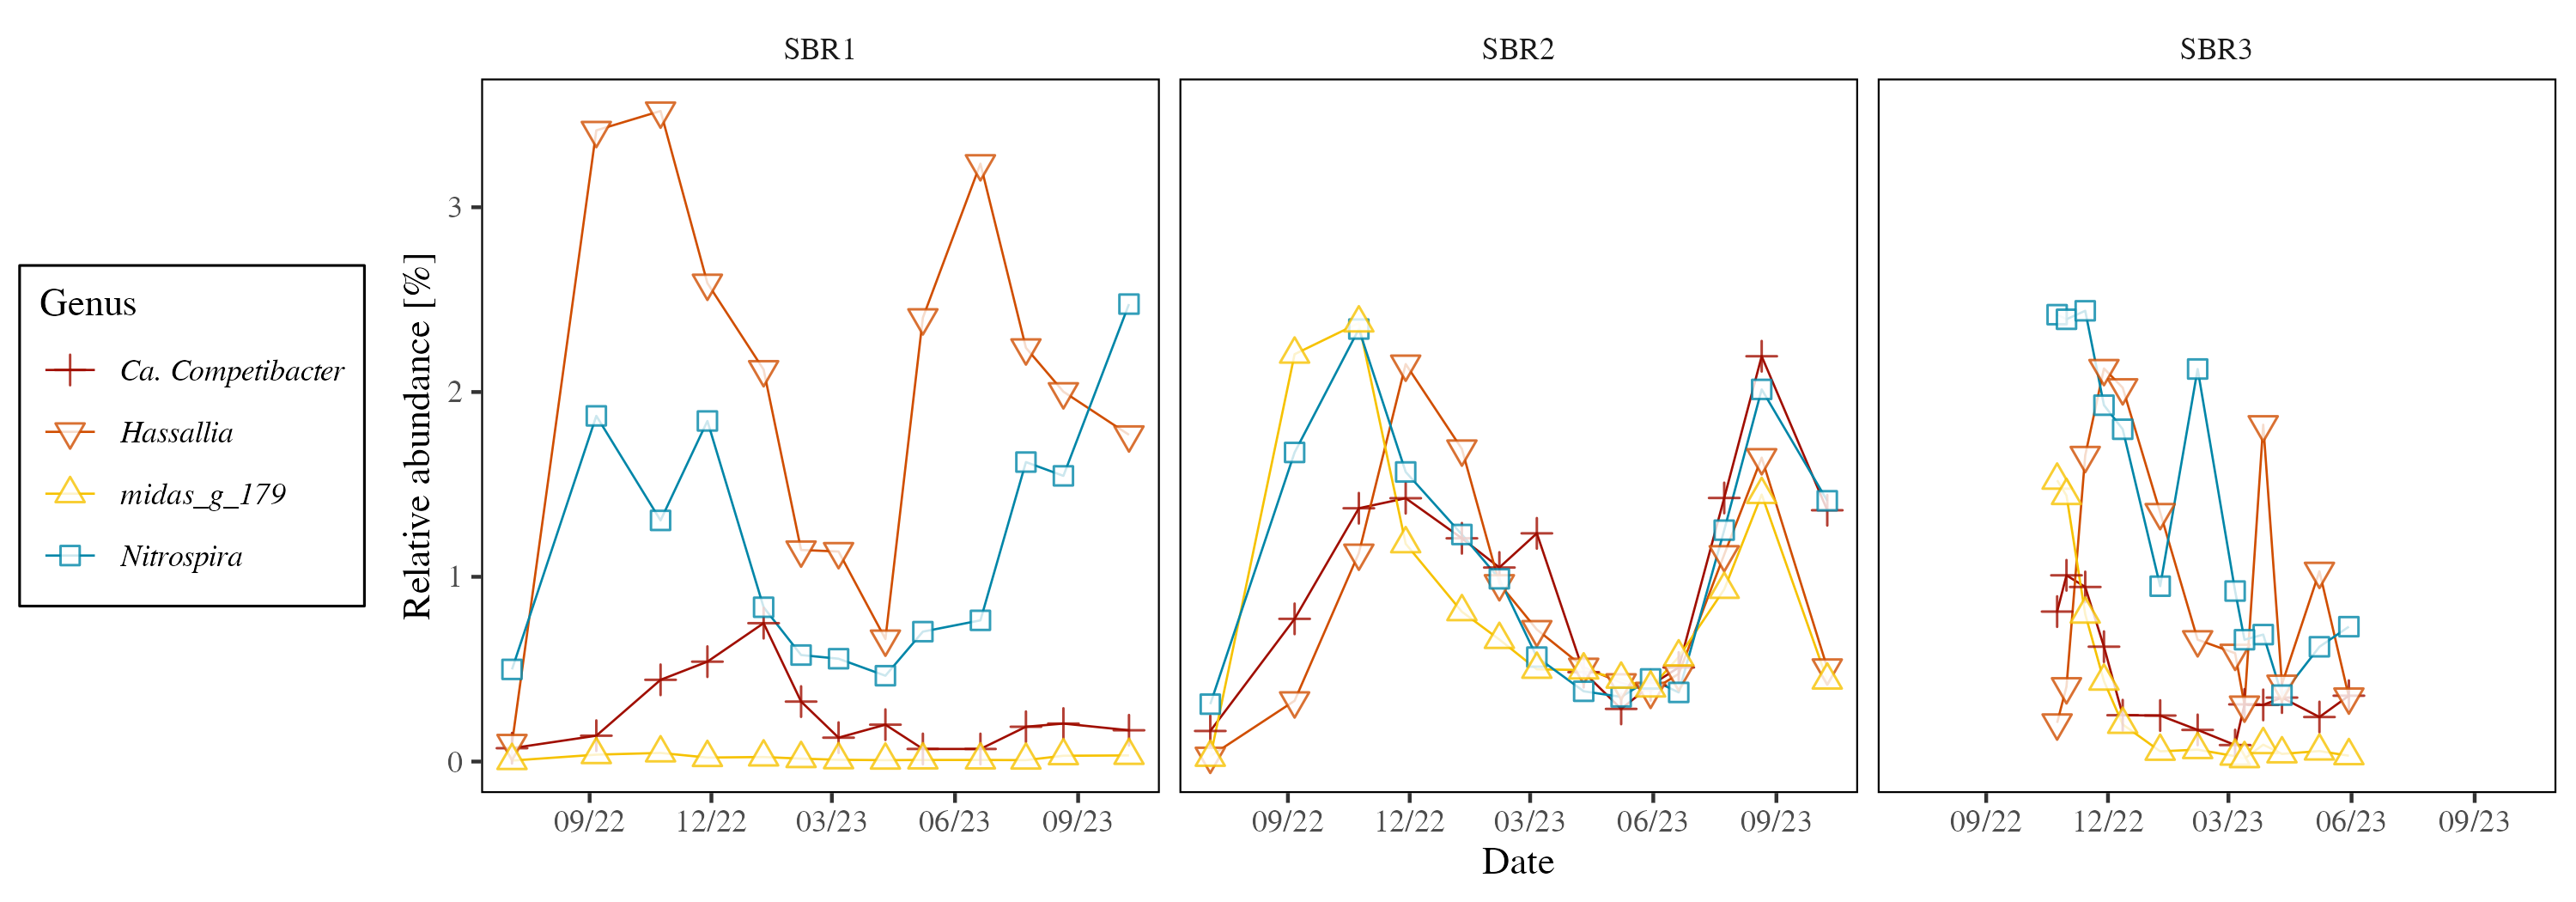 SBR1
SBR2
SBR3
Genus
Ca. Competibacter
Hassallia
midas_g_179
Nitrospira
Relative abundance [%]
3
2
1
0
09/22 12/22 03/23 06/23 09/23
09/22 12/22 03/23 06/23 09/23
09/22 12/22 03/23 06/23 09/23
Date